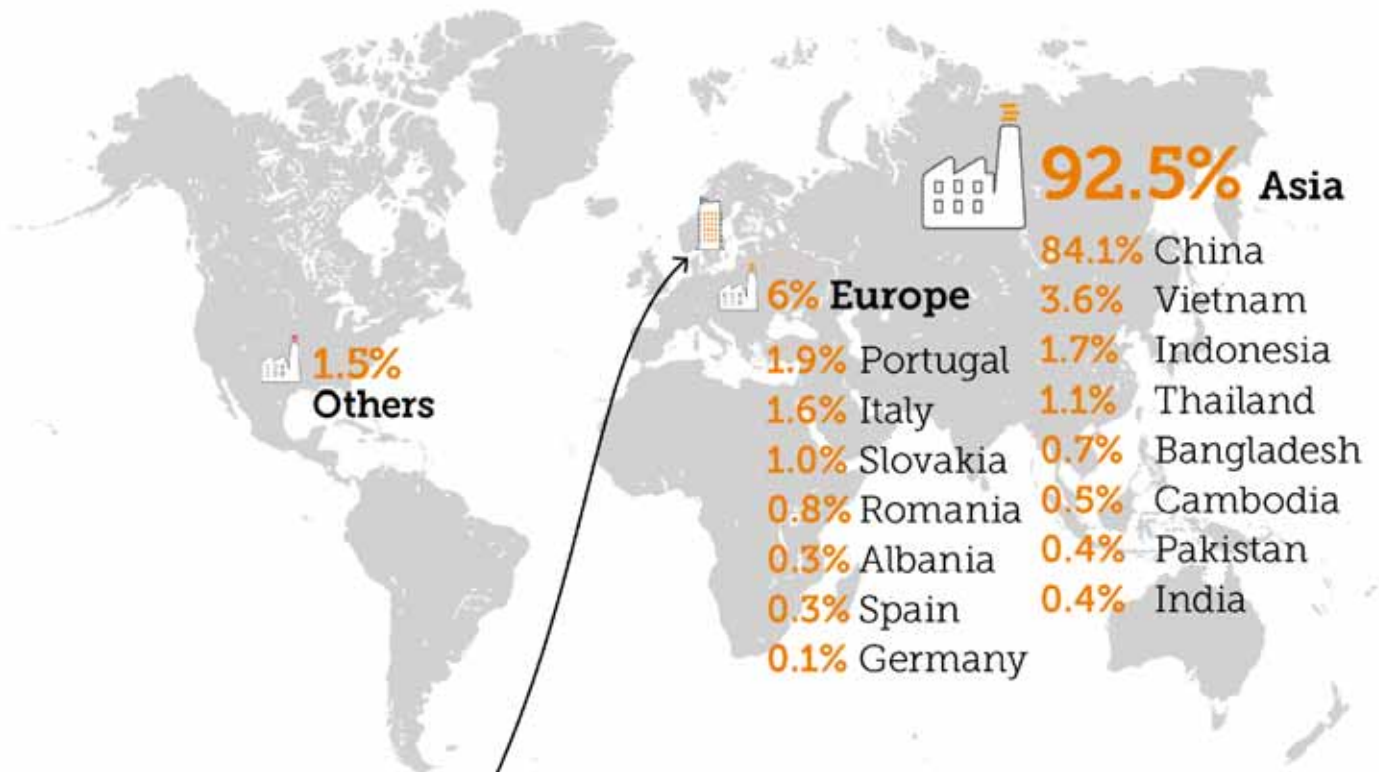 92.5% Asia
84.1% China
3.6% Vietnam
1.7% Indonesia
1.1% Thailand
0.7% Bangladesh
0.5% Cambodia
0.4% Pakistan
0.4% India
6% Europe
1.9% Portugal
1.6% Italy
1.0% Slovakia
0.8% Romania
0.3% Albania
0.3% Spain
0.1% Germany
1.5%
Others